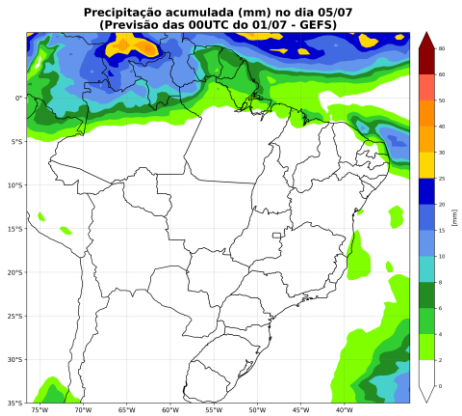 Precipitação acumulada (mm) no dia 05/07
(Previsão das 00UTC do 01/07 - GEFS)
0°
5°S
10°S
15°S
20°S
25°S
30°S
35°S
75°W
70°W
65°W
60°W
55°W
50°W
45°W
40°W
80
60
50
40
30
25
20
15
10
8
6
4
2
0
[mm]